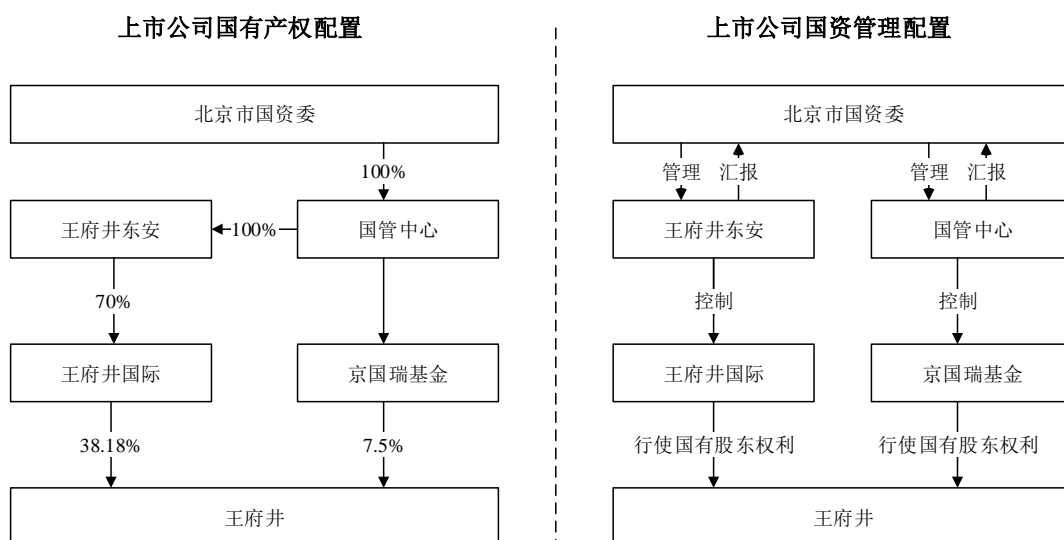 上市公司国有产权配置
北京市国资委
100%
王府井东安
100%
国管中心
70%
王府井国际
京国瑞基金
38.18%
7.5%
王府井
上市公司国资管理配置
北京市国资委
管理
汇报
管理
汇报
王府井东安
国管中心
控制
控制
王府井国际
京国瑞基金
行使国有股东权利
行使国有股东权利
王府井